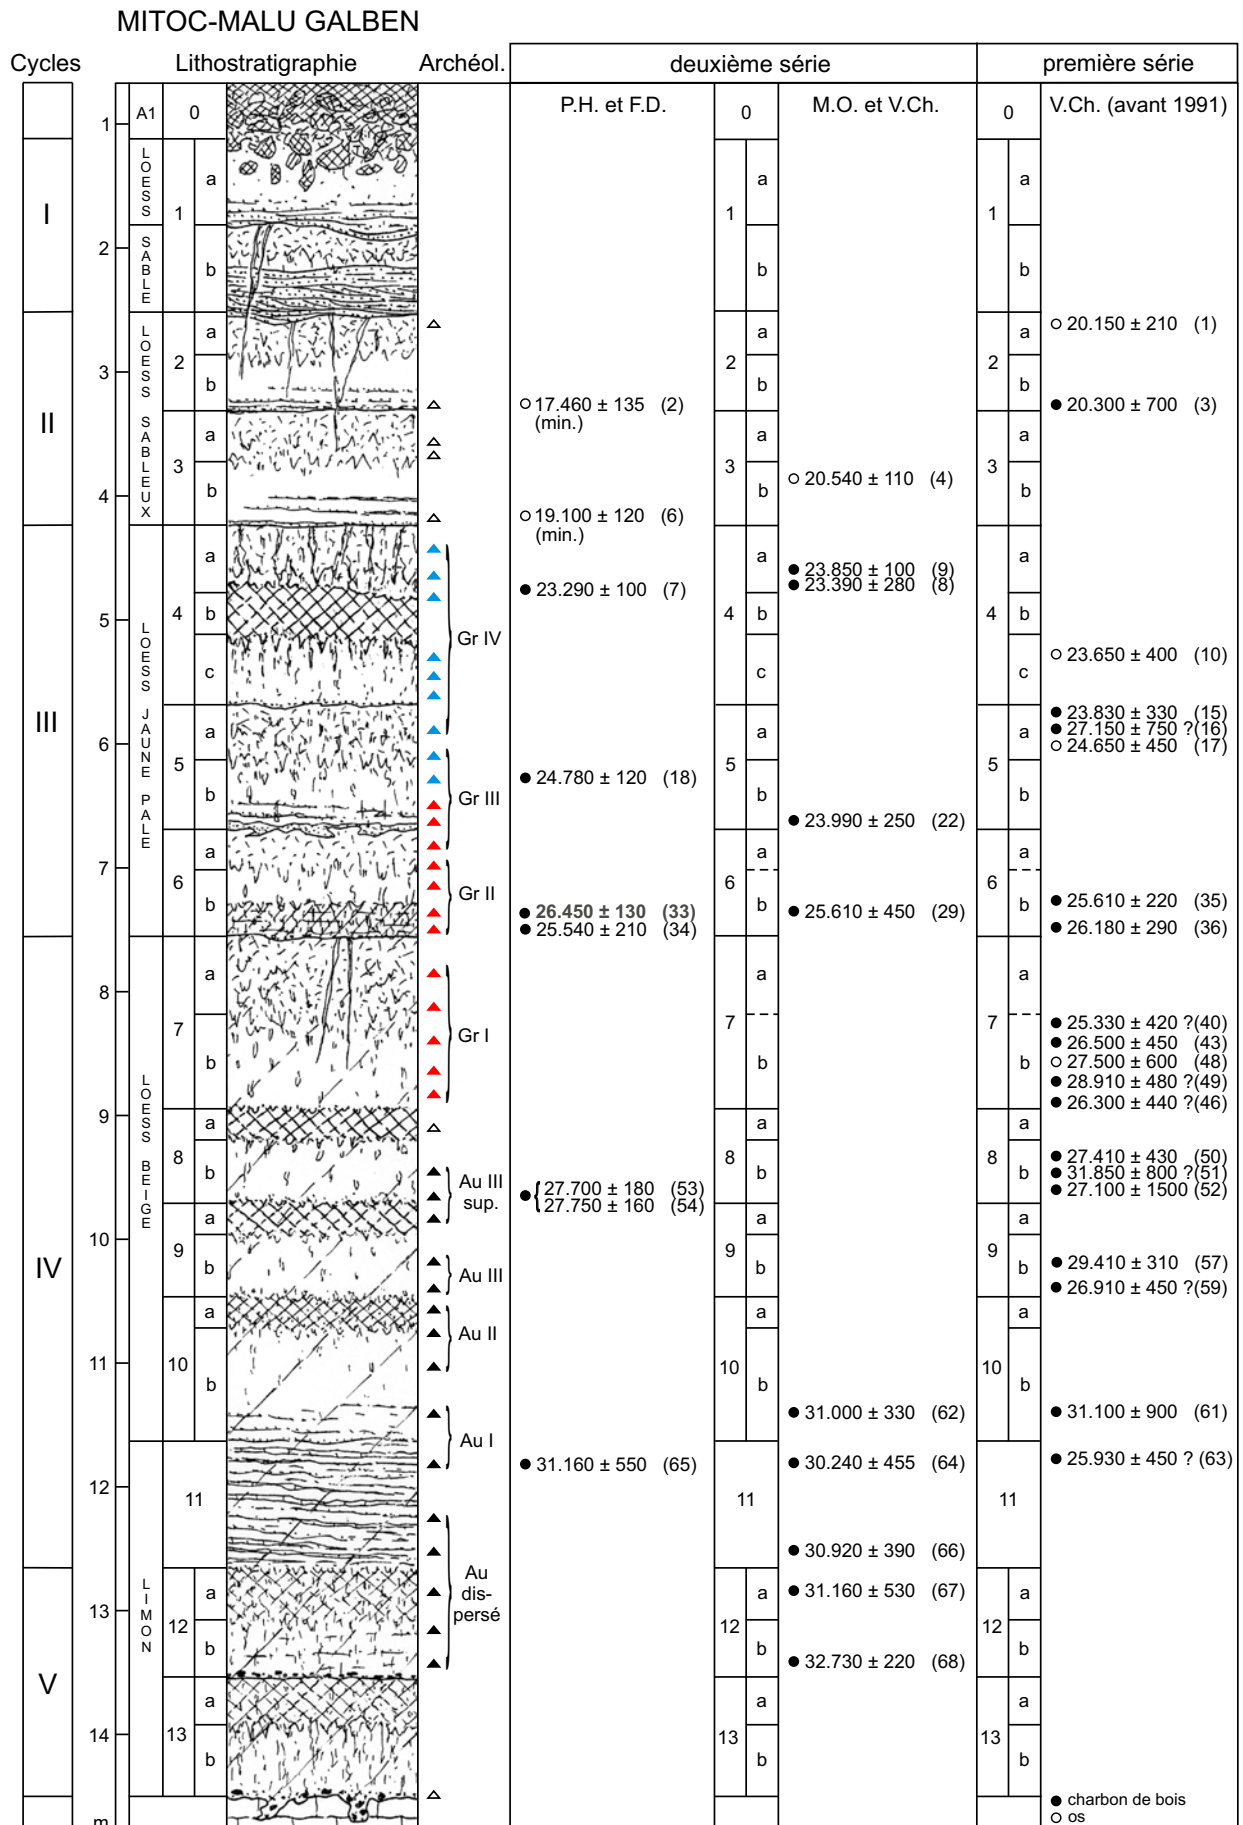 MITOC-MALU GALBEN
Cycles
Lithostratigraphie
Archéol.
deuxième série
première série
P.H. et F.D.
M.O. et V.Ch.
V.Ch. (avant 1991)
I
II
III
IV
V
1
2
3
4
5
6
7
8
9
10
11
12
13
14
m
A1
LOESS
SABLE
LOESS
SABLEUX
LOESS
JAUNE
PALE
LOESS
BEIGE
LIMON
0
1
a
b
2
a
b
3
a
b
4
a
b
c
5
a
b
6
a
b
7
a
b
8
a
b
9
a
b
10
a
b
11
12
a
b
13
a
b
Gr IV
Gr III
Gr II
Gr I
Au III
sup.
Au III
Au II
Au I
Au
dis-
persé
17.460 ± 135 (2)
(min.)
19.100 ± 120 (6)
(min.)
23.290 ± 100 (7)
24.780 ± 120 (18)
26.450 ± 130 (33)
25.540 ± 210 (34)
27.700 ± 180 (53)
27.750 ± 160 (54)
31.160 ± 550 (65)
0
1
a
b
2
a
b
3
a
b
4
a
b
c
5
a
b
6
a
b
7
a
b
8
a
b
9
a
b
10
a
b
11
12
a
b
13
a
b
20.540 ± 110 (4)
23.850 ± 100 (9)
23.390 ± 280 (8)
23.990 ± 250 (22)
25.610 ± 450 (29)
31.000 ± 330 (62)
30.240 ± 455 (64)
30.920 ± 390 (66)
31.160 ± 530 (67)
32.730 ± 220 (68)
0
1
a
b
2
a
b
3
a
b
4
a
b
c
5
a
b
6
a
b
7
a
b
8
a
b
9
a
b
10
a
b
11
12
a
b
13
a
b
20.150 ± 210 (1)
20.300 ± 700 (3)
23.650 ± 400 (10)
23.830 ± 330 (15)
27.150 ± 750 ?(16)
24.650 ± 450 (17)
25.610 ± 220 (35)
26.180 ± 290 (36)
25.330 ± 420 ?(40)
26.500 ± 450 (43)
27.500 ± 600 (48)
28.910 ± 480 ?(49)
26.300 ± 440 ?(46)
27.410 ± 430 (50)
31.850 ± 800 ?(51)
27.100 ± 1500 (52)
29.410 ± 310 (57)
26.910 ± 450 ?(59)
31.100 ± 900 (61)
25.930 ± 450 ? (63)
charbon de bois
os